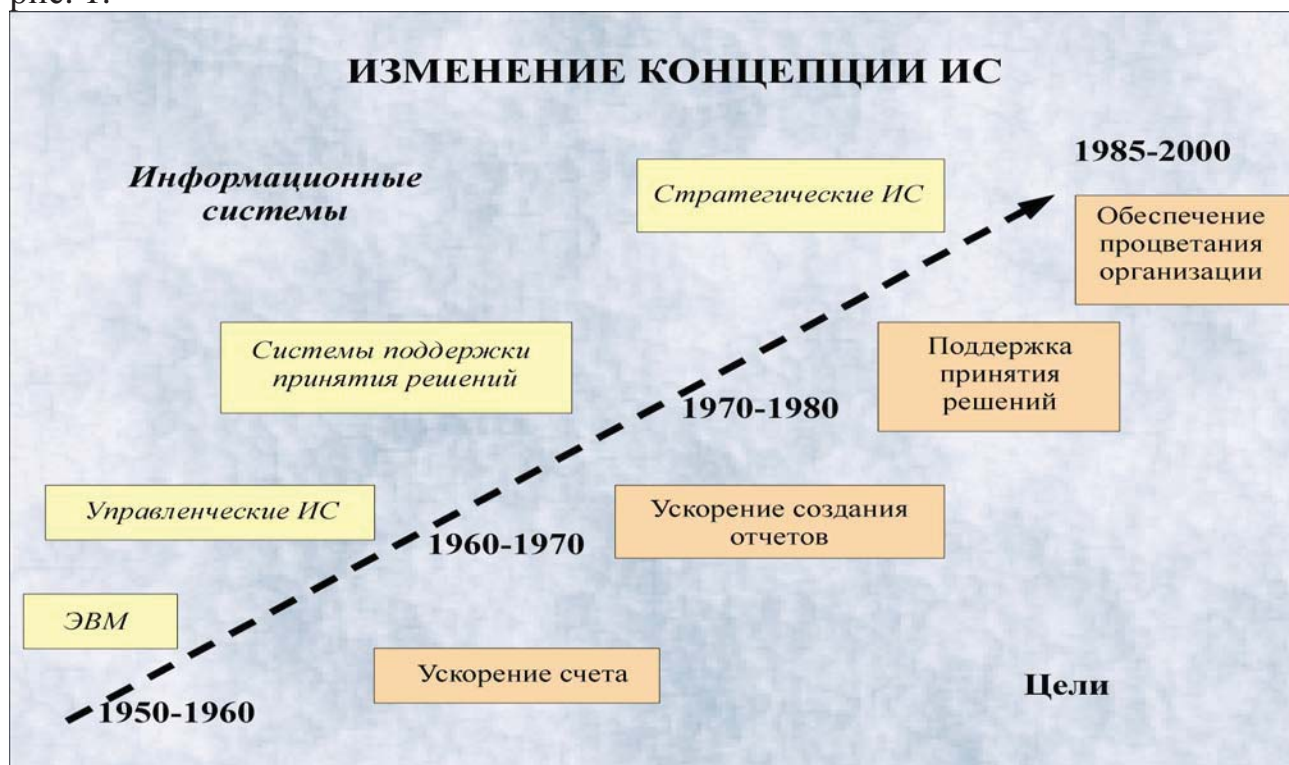 рис. 1.
ИЗМЕНЕНИЕ КОНЦЕПЦИИ ИС
1985-2000
Информационные
системы
Стратегические ИС
Обеспечение
процветания
организации
Системы поддержки
принятия решений
Поддержка
принятия
решений
1970-1980
Управленческие ИС
Ускорение создания
отчетов
1960-1970
ЭВМ
Ускорение счета
Цели
1950-1960